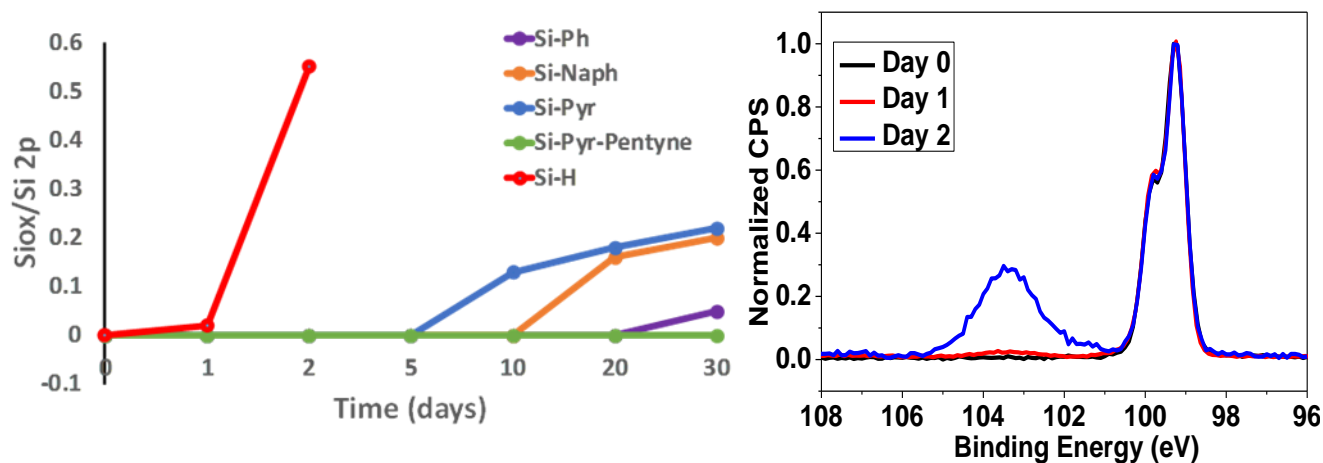 Siox/Si 2p
0.6
0.5
0.4
0.3
0.2
0.1
0
-0.1
Si-Ph
Si-Naph
Si-Pyr
Si-Pyr-Pentyne
Si-H
0 1 2 5 10 20 30
Time (days)
Normalized CPS
1.0
0.8
0.6
0.4
0.2
0.0
Day 0
Day 1
Day 2
108 106 104 102 100 98 96
Binding Energy (eV)